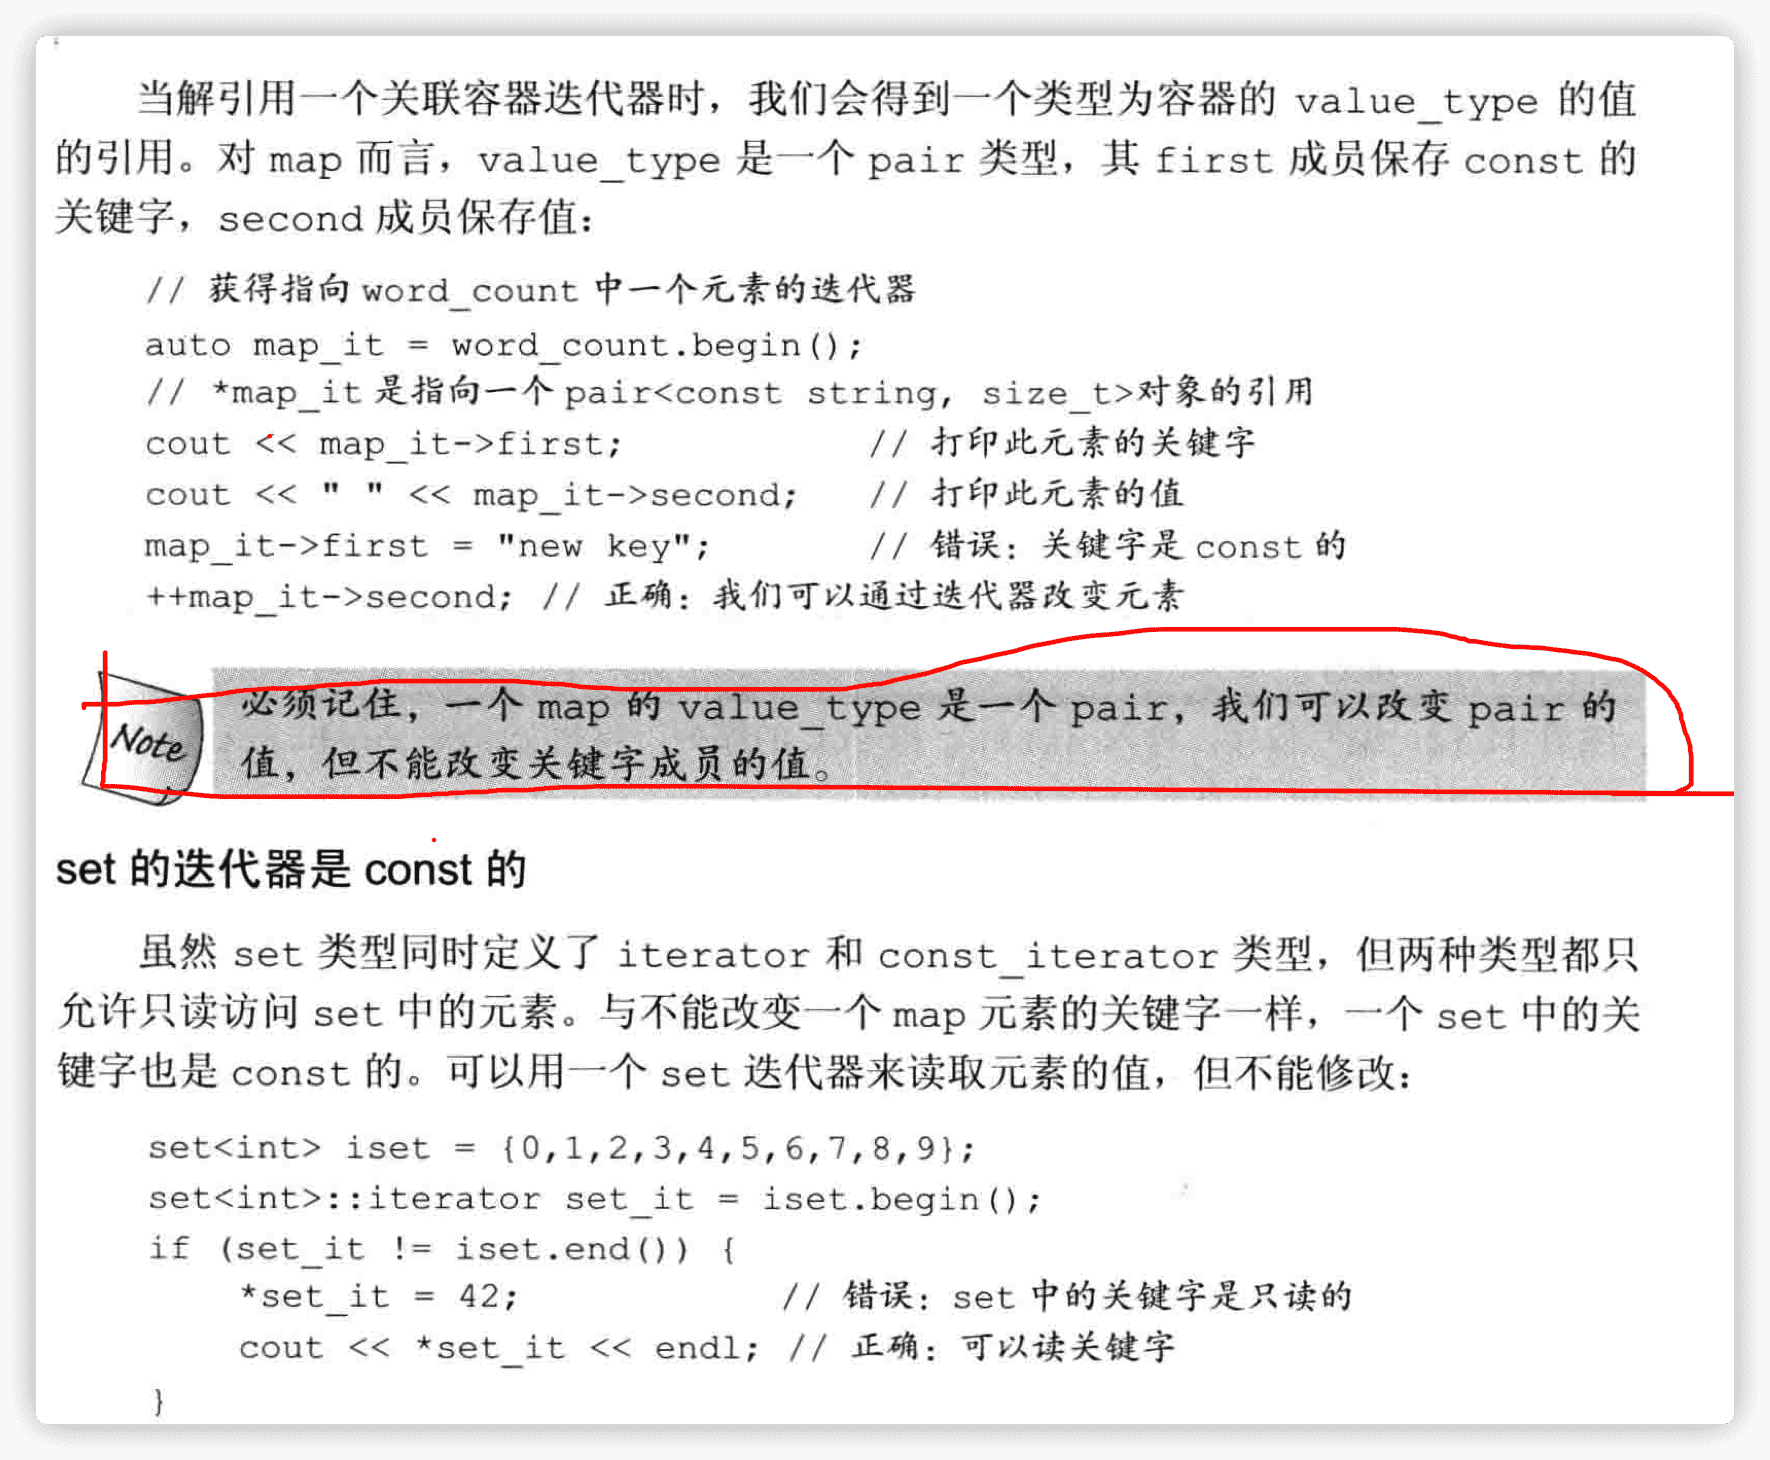 当解引用一个关联容器迭代器时，我们会得到一个类型为容器的 value_type 的值
的引用。对 map 而言，value_type 是一个 pair 类型，其 first 成员保存 const 的
关键字，second 成员保存值：
// 获得指向 word_count 中一个元素的迭代器
auto map_it = word_count.begin();
// *map_it 是指向一个 pair<const string, size_t>对象的引用
cout << map_it->first;    // 打印此元素的关键字
cout << " " << map_it->second;    // 打印此元素的值
map_it->first = "new key";    // 错误：关键字是 const 的
++map_it->second; // 正确：我们可以通过迭代器改变元素
Note
必须记住，一个 map 的 value_type 是一个 pair，我们可以改变 pair 的
值，但不能改变关键字成员的值。
set 的迭代器是 const 的
虽然 set 类型同时定义了 iterator 和 const_iterator 类型，但两种类型都只
允许只读访问 set 中的元素。与不能改变一个 map 元素的关键字一样，一个 set 中的关
键字也是 const 的。可以用一个 set 迭代器来读取元素的值，但不能修改：
set<int> iset = {0,1,2,3,4,5,6,7,8,9};
set<int>::iterator set_it = iset.begin();
if (set_it != iset.end()) {
    *set_it = 42;    // 错误：set 中的关键字是只读的
    cout << *set_it << endl; // 正确：可以读关键字
}